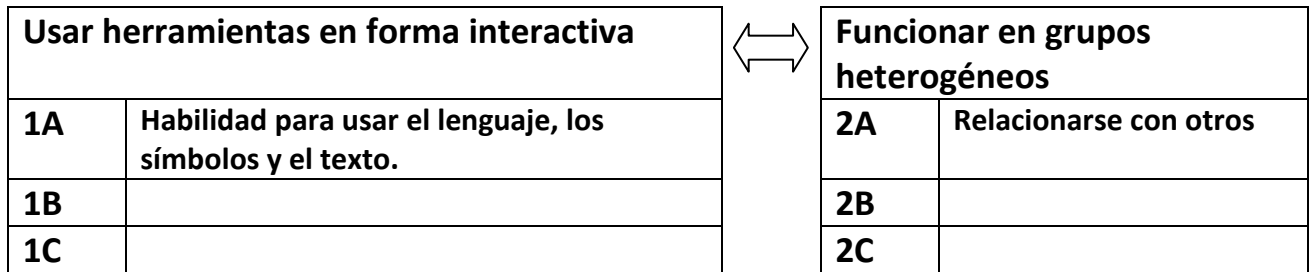 Usar herramientas en forma interactiva
1A
Habilidad para usar el lenguaje, los
símbolos y el texto.
1B
1C
Funcionar en grupos
heterogéneos
2A
Relacionarse con otros
2B
2C